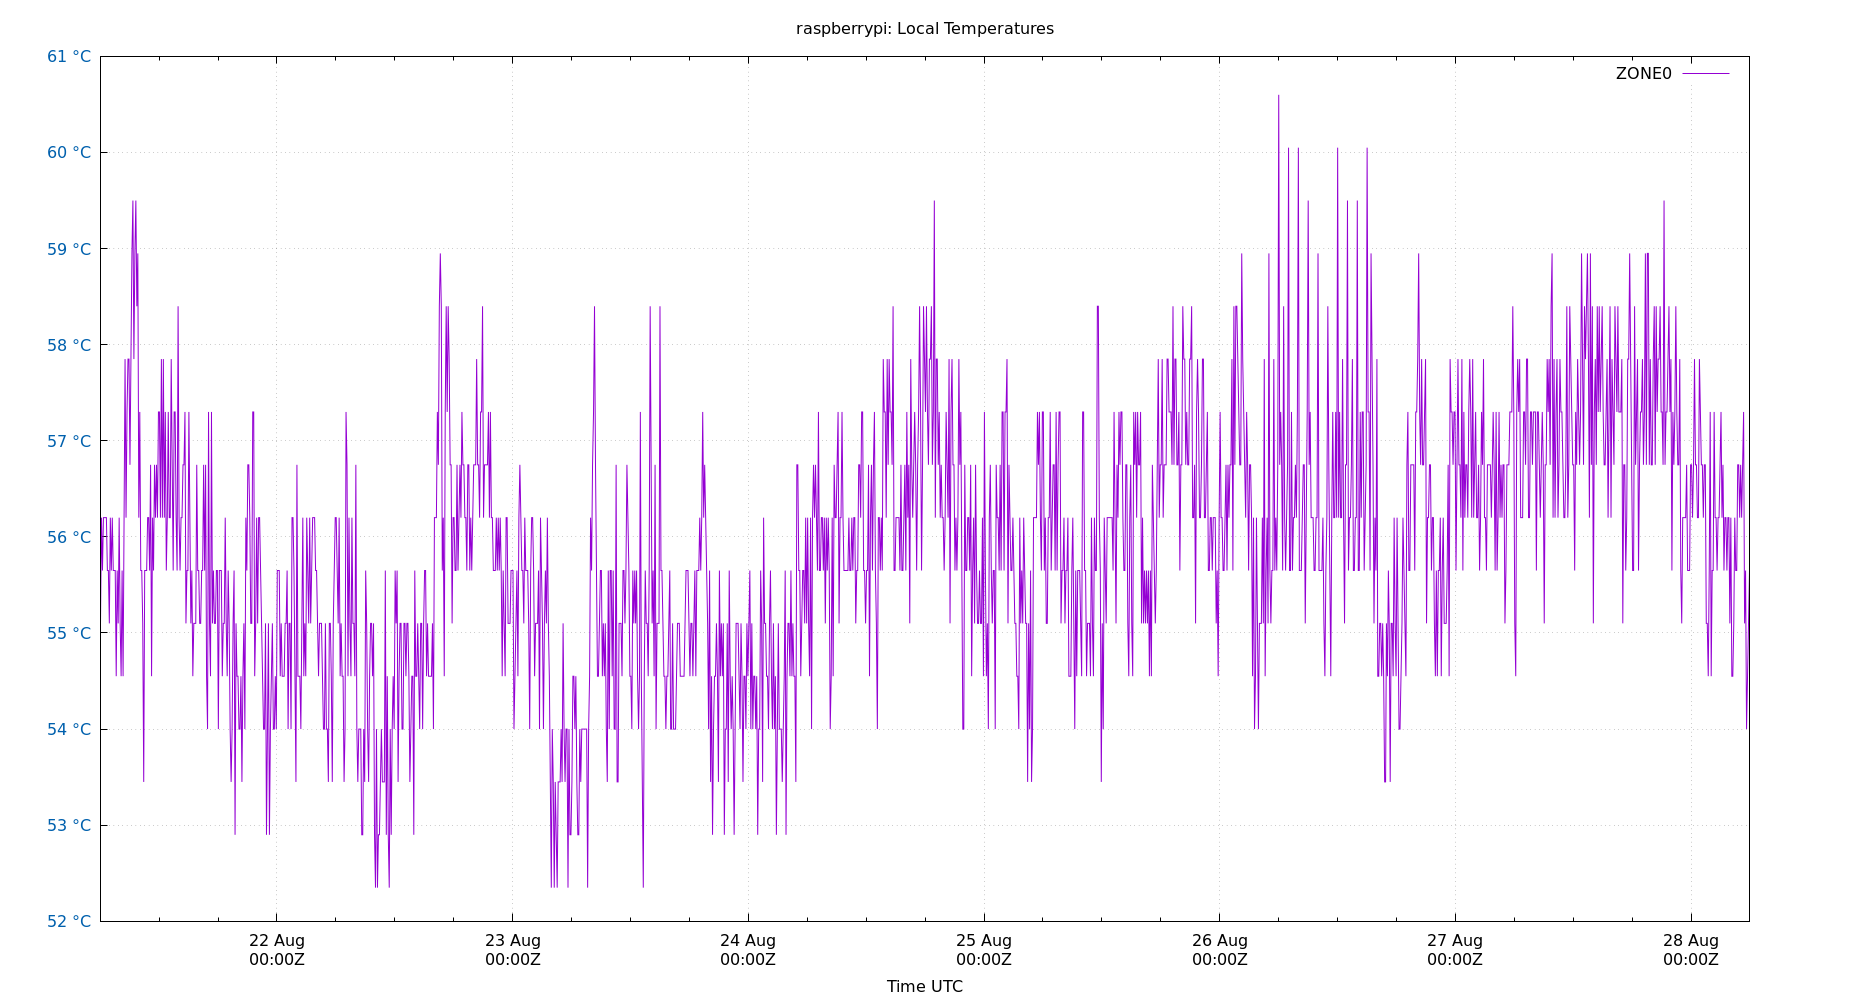 raspberrypi: Local Temperatures
61 °C
ZONE0
60 °C
59 °C
58 °C
57 °C
56 °C
55 °C
54 °C
53 °C
52 °C
22 Aug 23 Aug 24 Aug 25 Aug 26 Aug 27 Aug 28 Aug
00:00Z 00:00Z 00:00Z 00:00Z 00:00Z 00:00Z 00:00Z
Time UTC